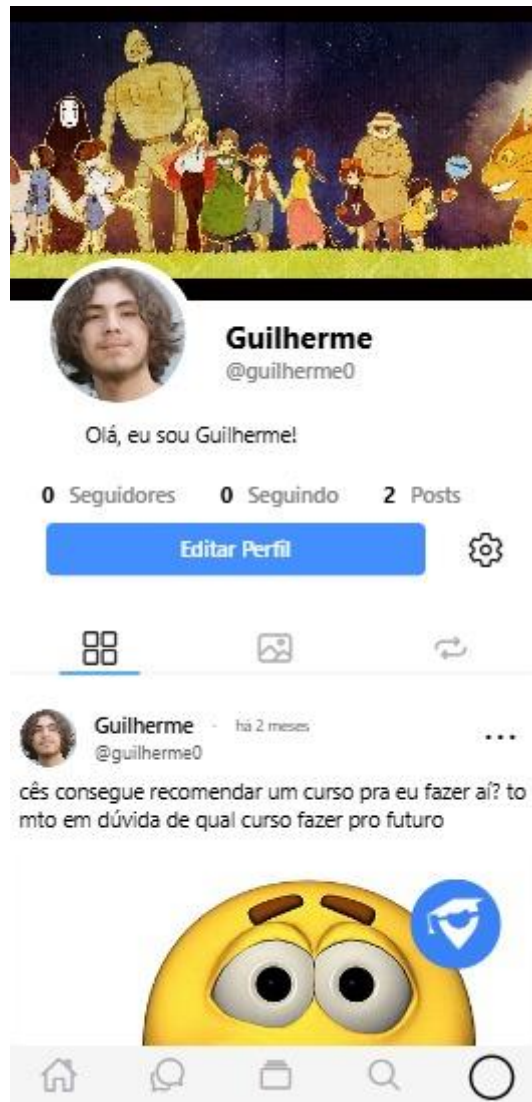 Guilherme
@guilherme0
Olá, eu sou Guilherme!
0 Seguidores 0 Seguindo 2 Posts
Editar Perfil
Guilherme · há 2 meses
@guilherme0
cês consegue recomendar um curso pra eu fazer aí? to
mto em dúvida de qual curso fazer pro futuro